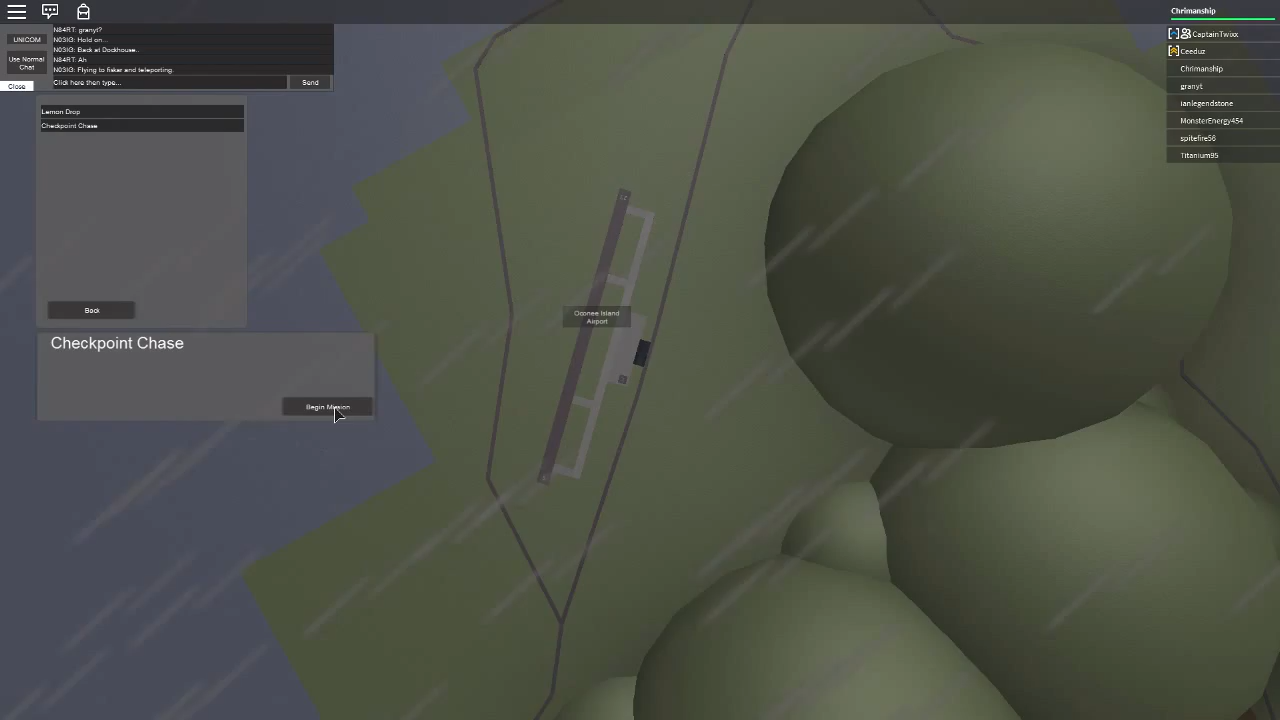 Chrimanship
N84RT: granyt?
UNICOM
N03IG: Hold on...
N03IG: Back at Dockhouse..
Use Normal
Chat
N84RT: Ah
N03IG: Flying to fiskar and teleporting.
Close
Click here then type...
Send
CaptainTwixx
Ceeduz
Chrimanship
granyt
ianlegendstone
MonsterEnergy454
spitefire56
Titanium95
Lemon Drop
Checkpoint Chase
Back
Checkpoint Chase
Begin Mission
Oconee Island
Airport